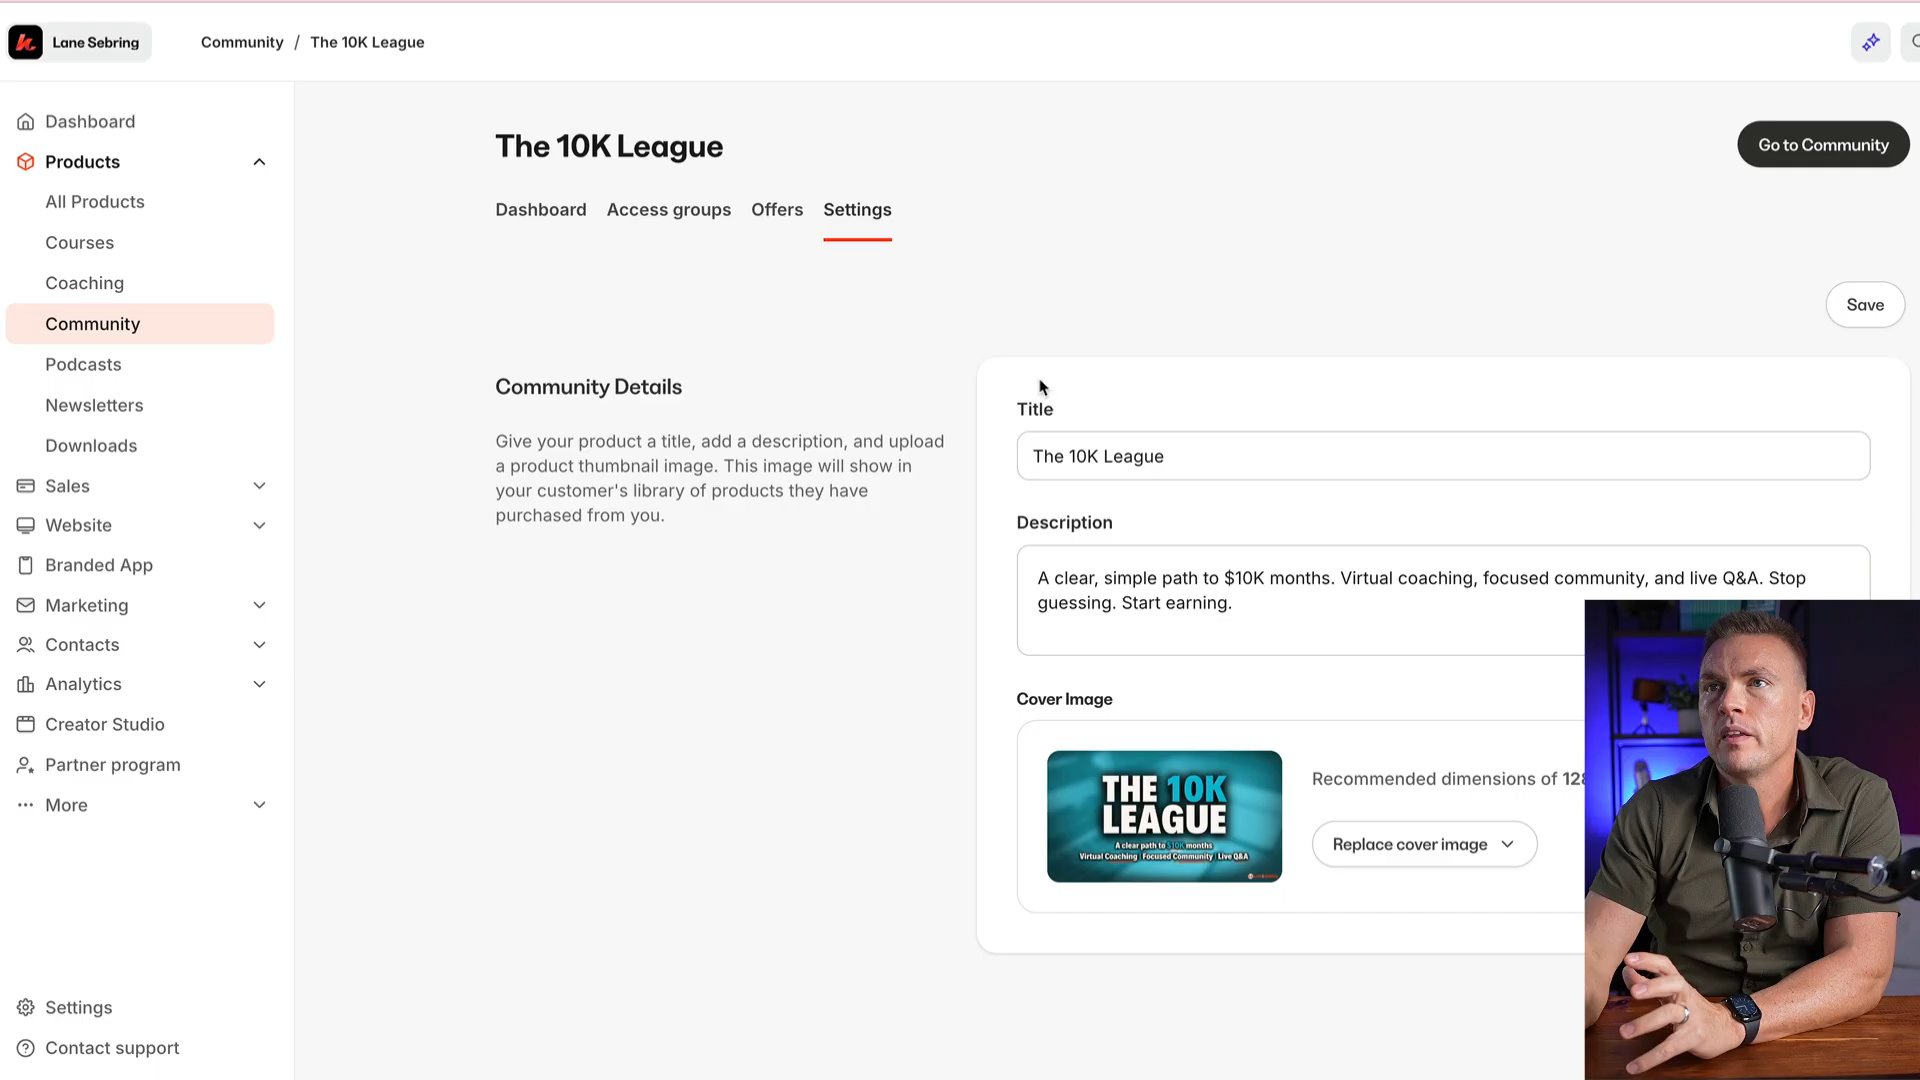 Lane Sebring
Community / The 10K League
Dashboard
Products
All Products
Courses
Coaching
Community
Podcasts
Newsletters
Downloads
Sales
Website
Branded App
Marketing
Contacts
Analytics
Creator Studio
Partner program
More
Settings
Contact support
The 10K League
Go to Community
Dashboard Access groups Offers Settings
Save
Community Details
Give your product a title, add a description, and upload
a product thumbnail image. This image will show in
your customer's library of products they have
purchased from you.
Title
The 10K League
Description
A clear, simple path to $10K months. Virtual coaching, focused community, and live Q&A. Stop
guessing. Start earning.
Cover Image
THE 10K
LEAGUE
A clear path to $10K months
Virtual Coaching | Focused Community | Live Q&A
Recommended dimensions of 128
Replace cover image